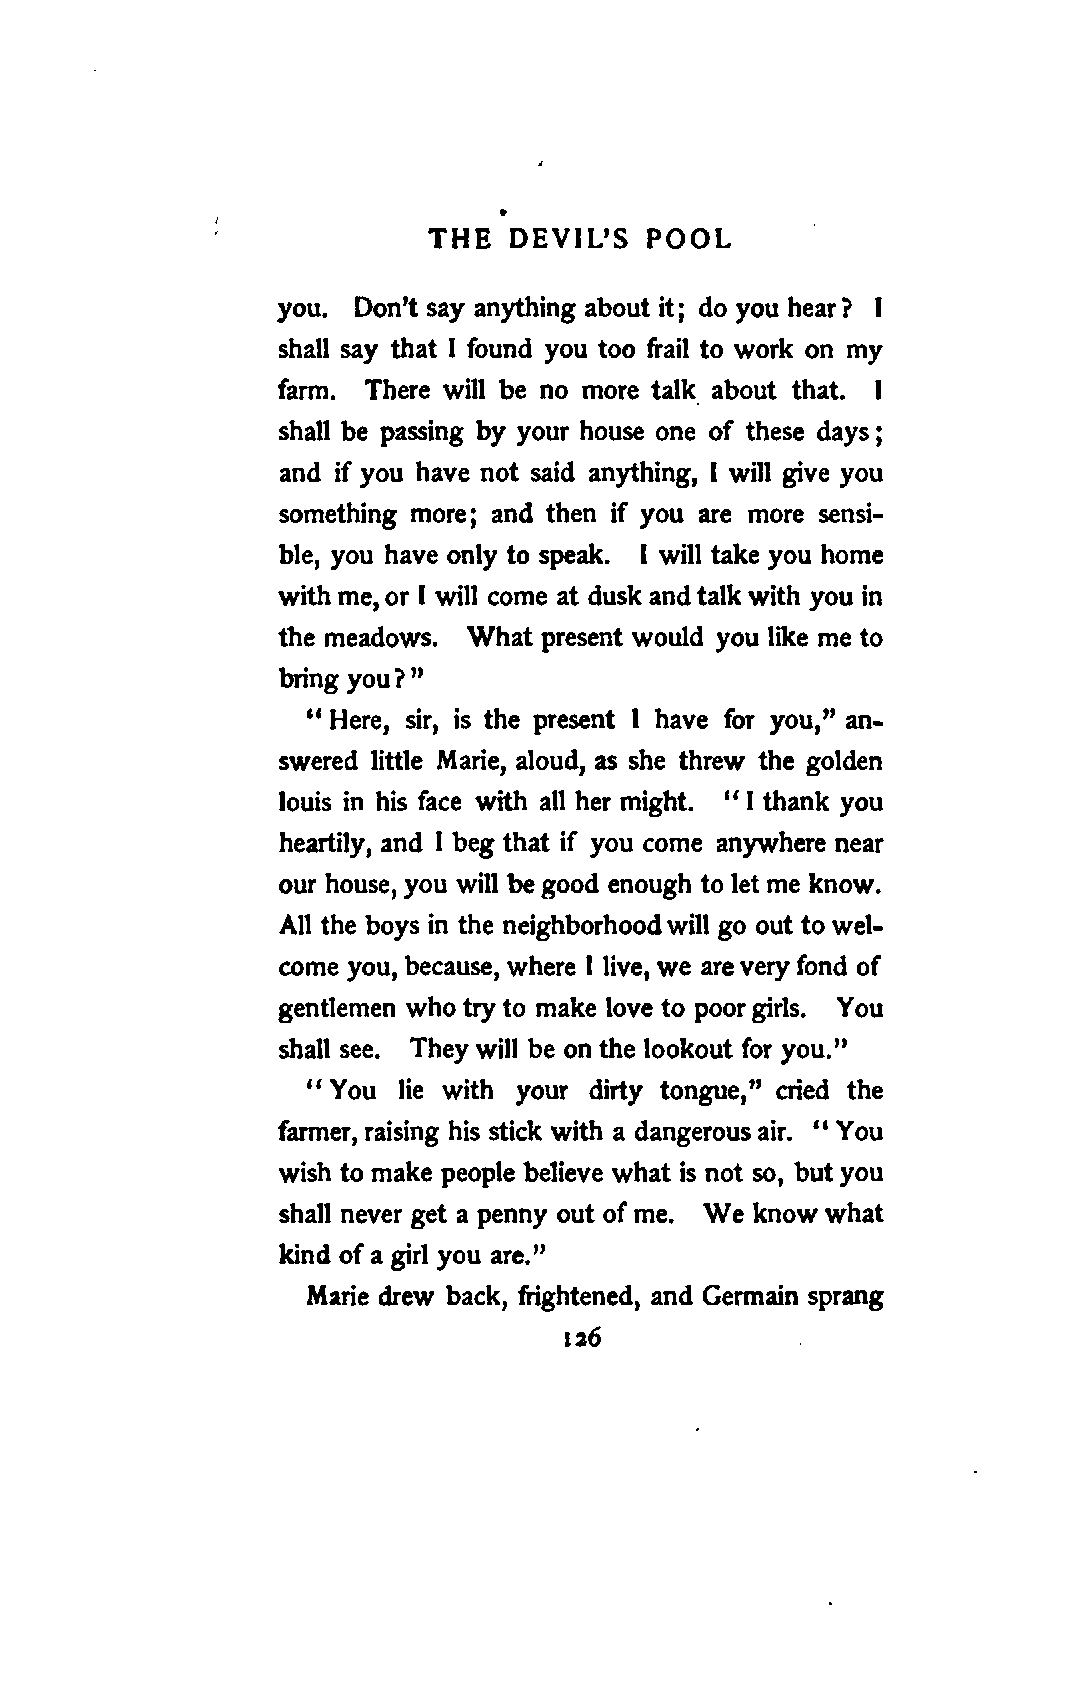 THE DEVIL'S POOL
you. Don't say anything about it; do you hear? I
shall say that I found you too frail to work on my
farm. There will be no more talk about that. I
shall be passing by your house one of these days;
and if you have not said anything, I will give you
something more; and then if you are more sensi-
ble, you have only to speak. I will take you home
with me, or I will come at dusk and talk with you in
the meadows. What present would you like me to
bring you?"
"Here, sir, is the present I have for you," an-
swered little Marie, aloud, as she threw the golden
louis in his face with all her might. "I thank you
heartily, and I beg that if you come anywhere near
our house, you will be good enough to let me know.
All the boys in the neighborhood will go out to wel-
come you, because, where I live, we are very fond of
gentlemen who try to make love to poor girls. You
shall see. They will be on the lookout for you."
"You lie with your dirty tongue," cried the
farmer, raising his stick with a dangerous air. "You
wish to make people believe what is not so, but you
shall never get a penny out of me. We know what
kind of a girl you are."
Marie drew back, frightened, and Germain sprang
126